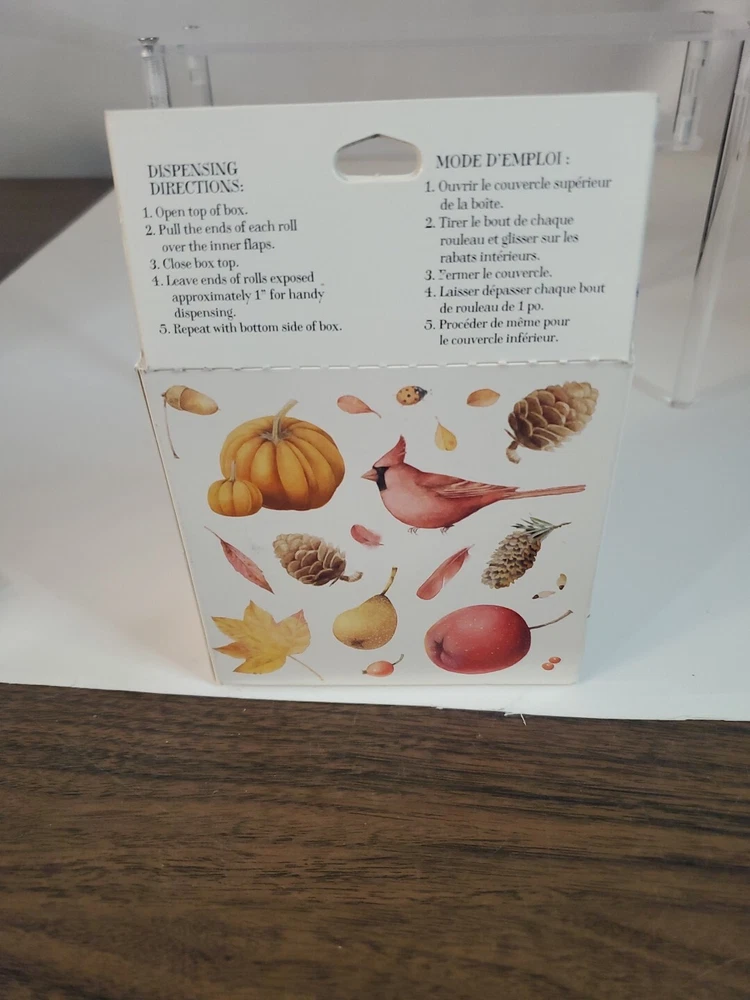 DISPENSING
DIRECTIONS:
1. Open top of box.
2. Pull the ends of each roll
over the inner flaps.
3. Close box top.
4. Leave ends of rolls exposed
approximately 1" for handy
dispensing.
5. Repeat with bottom side of box.
MODE D'EMPLOI :
1. Ouvrir le couvercle supérieur
de la boîte.
2. Tirer le bout de chaque
rouleau et glisser sur les
rabats intérieurs.
3. Fermer le couvercle.
4. Laisser dépasser chaque bout
de rouleau de 1 po.
5. Procéder de même pour
le couvercle inférieur.